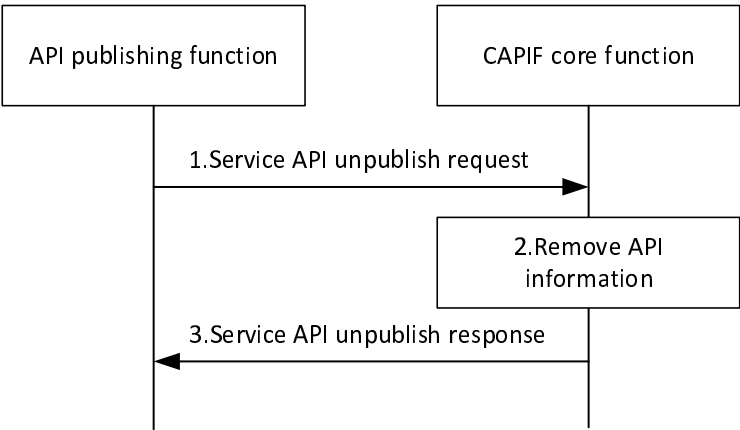 API publishing function
CAPIF core function
1.Service API unpublish request
2.Remove API
information
3.Service API unpublish response